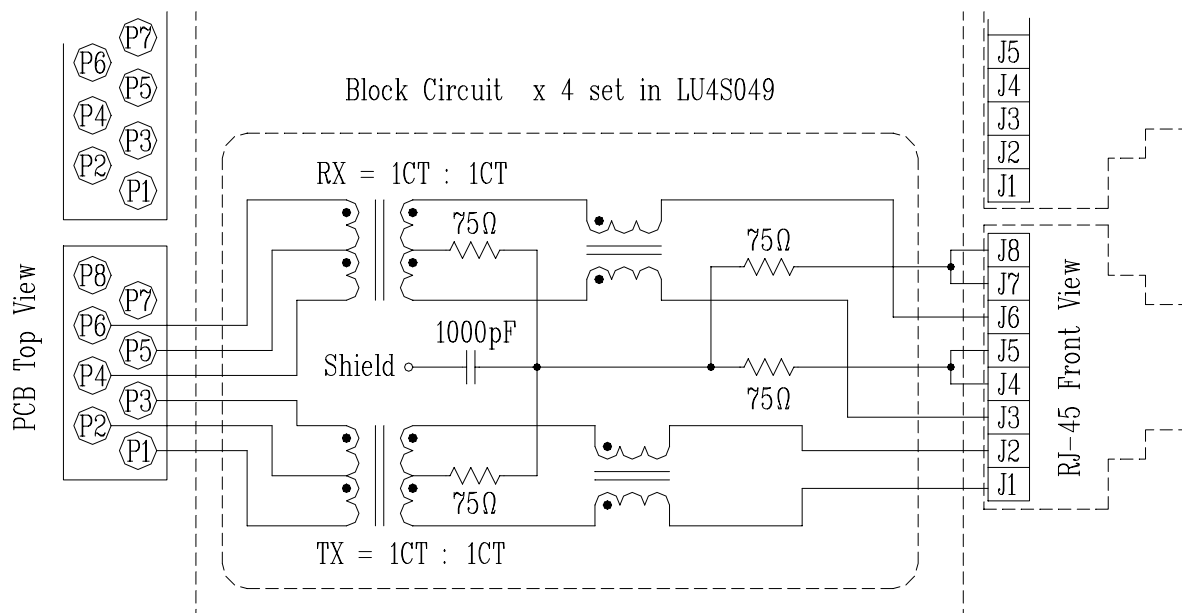 Block Circuit x 4 set in LU4S049
P7
P6
P5
P4
P3
P2
P1
J5
J4
J3
J2
J1
RX = 1CT : 1CT
75Ω
75Ω
1000pF
Shield
75Ω
75Ω
TX = 1CT : 1CT
PCB Top View
P8
P7
P6
P5
P4
P3
P2
P1
J8
J7
J6
J5
J4
J3
J2
J1
RJ-45 Front View